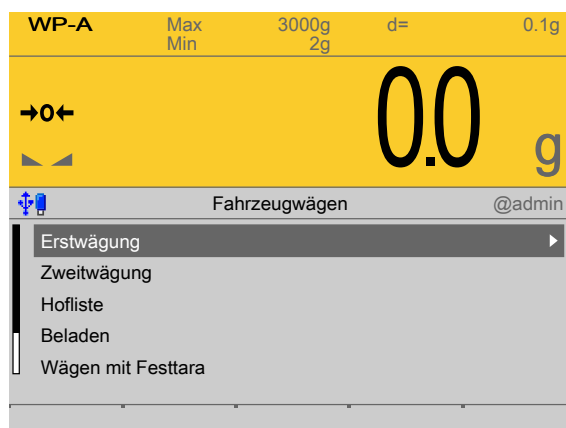 WP-A Max 3000g d= 0.1g
Min 2g
→0←
0.0 g
Fahrzeugwägen @admin
Erstwägung
Zweitwägung
Hofliste
Beladen
Wägen mit Festtara